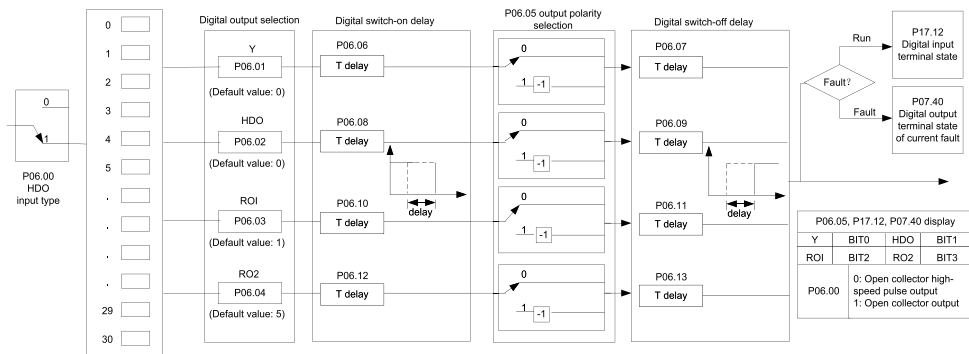 0
1
P06.00
HDO
input type
0
1
2
3
4
5
.
.
.
.
29
30
Digital output selection
Y
P06.01
(Default value: 0)
HDO
P06.02
(Default value: 0)
ROI
P06.03
(Default value: 1)
RO2
P06.04
(Default value: 5)
Digital switch-on delay
P06.06
T delay
P06.08
T delay
delay
P06.10
T delay
P06.12
T delay
P06.05 output polarity
selection
0
1
-1
0
1
-1
0
1
-1
0
1
-1
Digital switch-off delay
P06.07
T delay
P06.09
T delay
delay
P06.11
T delay
P06.13
T delay
Run
Fault?
Fault
P17.12
Digital input
terminal state
P07.40
Digital output
terminal state
of current fault
P06.05, P17.12, P07.40 display
Y BIT0 HDO BIT1
ROI BIT2 RO2 BIT3
P06.00
0: Open collector high-
speed pulse output
1: Open collector output